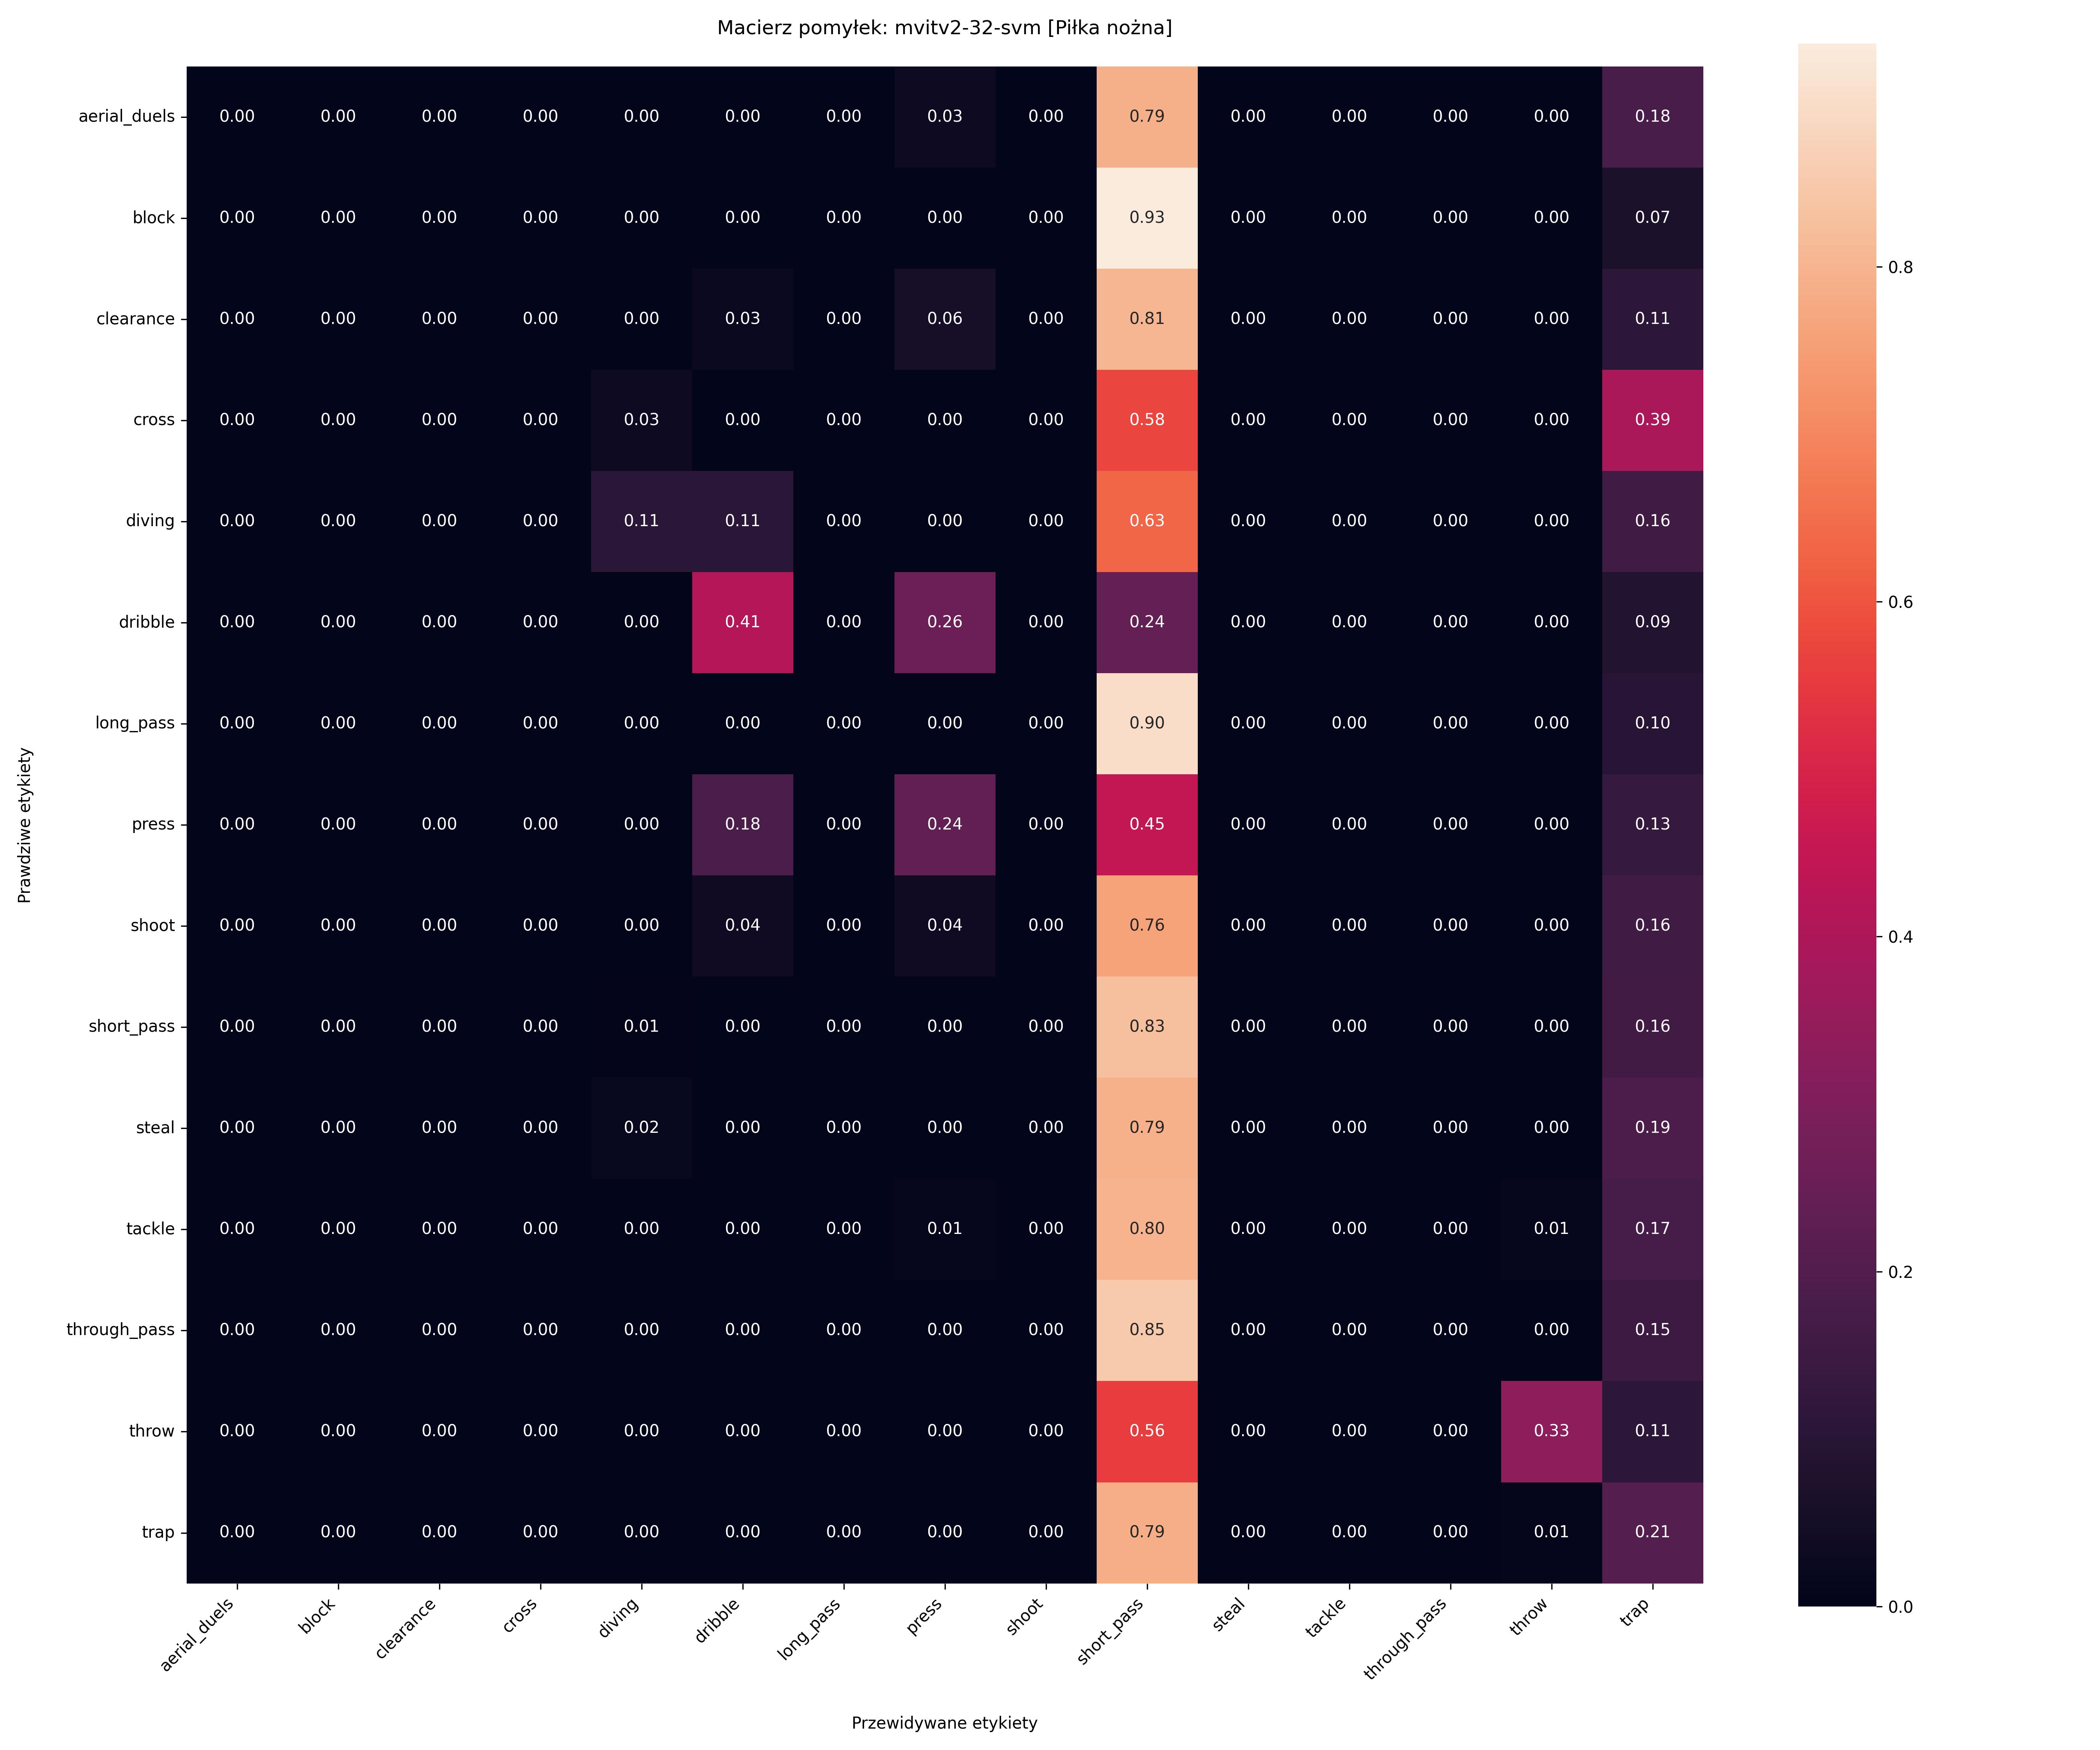 Macierz pomyłek: mvitv2-32-svm [Piłka nożna]
aerial_duels 0.00 0.00 0.00 0.00 0.00 0.00 0.00 0.03 0.00 0.79 0.00 0.00 0.00 0.00 0.18
block 0.00 0.00 0.00 0.00 0.00 0.00 0.00 0.00 0.00 0.93 0.00 0.00 0.00 0.00 0.07
clearance 0.00 0.00 0.00 0.00 0.00 0.03 0.00 0.06 0.00 0.81 0.00 0.00 0.00 0.00 0.11
cross 0.00 0.00 0.00 0.00 0.03 0.00 0.00 0.00 0.00 0.58 0.00 0.00 0.00 0.00 0.39
diving 0.00 0.00 0.00 0.00 0.11 0.11 0.00 0.00 0.00 0.63 0.00 0.00 0.00 0.00 0.16
dribble 0.00 0.00 0.00 0.00 0.00 0.41 0.00 0.26 0.00 0.24 0.00 0.00 0.00 0.00 0.09
long_pass 0.00 0.00 0.00 0.00 0.00 0.00 0.00 0.00 0.00 0.90 0.00 0.00 0.00 0.00 0.10
press 0.00 0.00 0.00 0.00 0.00 0.18 0.00 0.24 0.00 0.45 0.00 0.00 0.00 0.00 0.13
shoot 0.00 0.00 0.00 0.00 0.00 0.04 0.00 0.04 0.00 0.76 0.00 0.00 0.00 0.00 0.16
short_pass 0.00 0.00 0.00 0.00 0.01 0.00 0.00 0.00 0.00 0.83 0.00 0.00 0.00 0.00 0.16
steal 0.00 0.00 0.00 0.00 0.02 0.00 0.00 0.00 0.00 0.79 0.00 0.00 0.00 0.00 0.19
tackle 0.00 0.00 0.00 0.00 0.00 0.00 0.00 0.01 0.00 0.80 0.00 0.00 0.00 0.01 0.17
through_pass 0.00 0.00 0.00 0.00 0.00 0.00 0.00 0.00 0.00 0.85 0.00 0.00 0.00 0.00 0.15
throw 0.00 0.00 0.00 0.00 0.00 0.00 0.00 0.00 0.00 0.56 0.00 0.00 0.00 0.33 0.11
trap 0.00 0.00 0.00 0.00 0.00 0.00 0.00 0.00 0.00 0.79 0.00 0.00 0.00 0.01 0.21
aerial_duels block clearance cross diving dribble long_pass press shoot short_pass steal tackle through_pass throw trap
Przewidywane etykiety
Prawdziwe etykiety
0.8
0.6
0.4
0.2
0.0